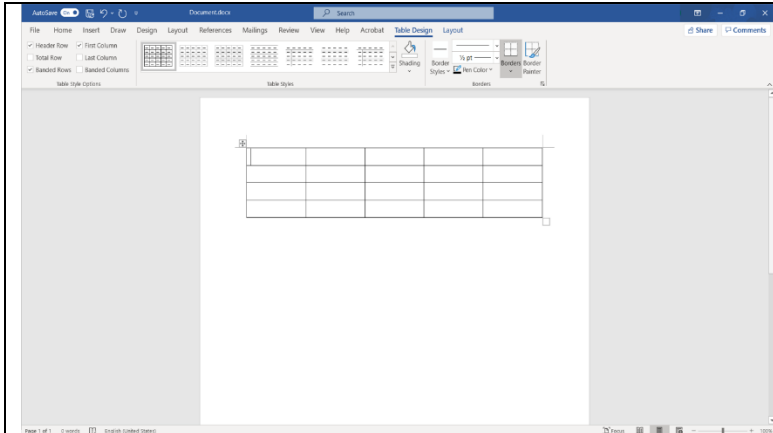 AutoSave On Document.docx Search
File Home Insert Draw Design Layout References Mailings Review View Help Acrobat Table Design Layout Share Comments
Header Row First Column
Total Row Last Column
Banded Rows Banded Columns
Shading
Border Styles
½ pt
Pen Color
Borders
Border Painter
Table Style Options Table Styles Borders
Page 1 of 1 0 words English (United States) Focus 100%